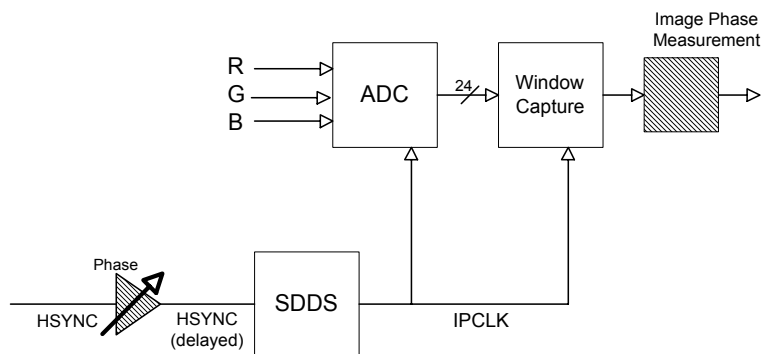 Image Phase
Measurement
R
G
B
ADC
24
Window
Capture
Phase
HSYNC
HSYNC
(delayed)
SDDS
IPCLK